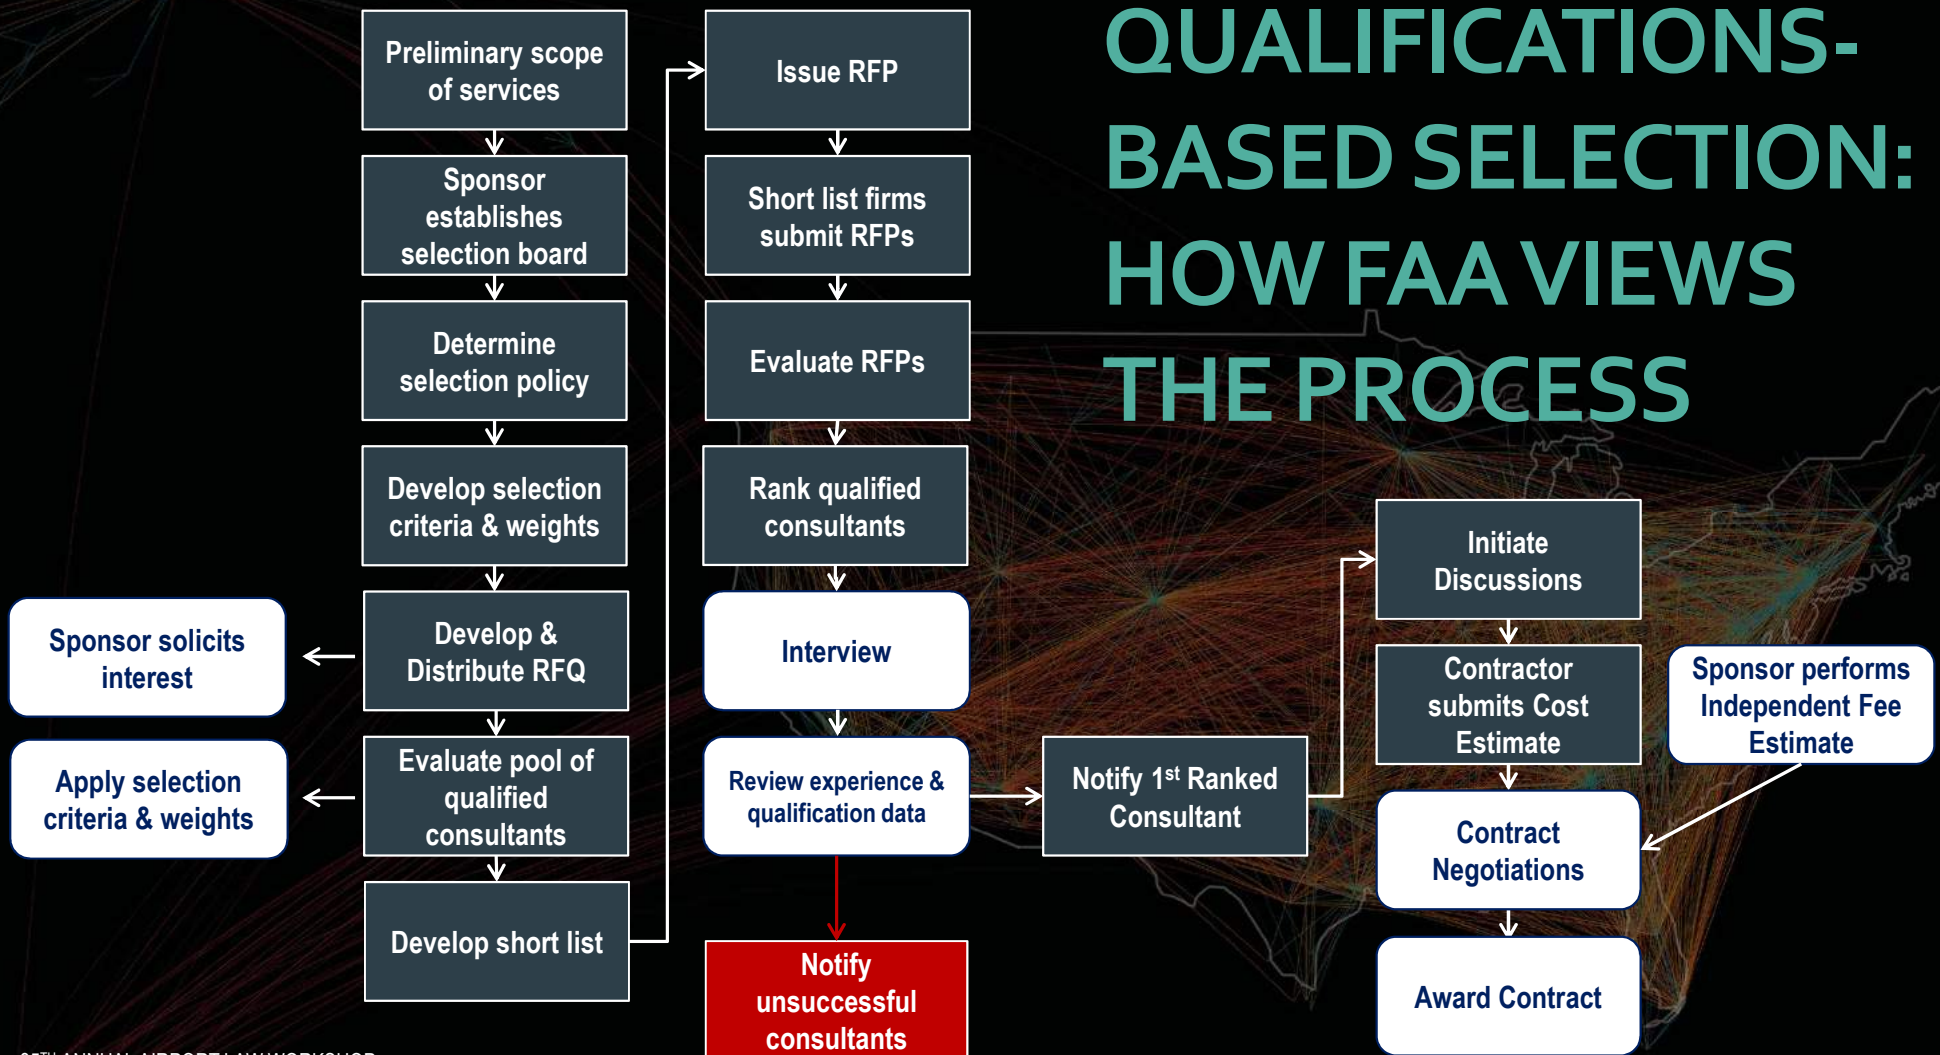 QUALIFICATIONS-
BASED SELECTION:
HOW FAA VIEWS
THE PROCESS
Preliminary scope
of services
Sponsor
establishes
selection board
Determine
selection policy
Develop selection
criteria & weights
Develop &
Distribute RFQ
Sponsor solicits
interest
Evaluate pool of
qualified
consultants
Apply selection
criteria & weights
Develop short list
Issue RFP
Short list firms
submit RFPs
Evaluate RFPs
Rank qualified
consultants
Interview
Review experience &
qualification data
Notify
unsuccessful
consultants
Notify 1st Ranked
Consultant
Initiate
Discussions
Contractor
submits Cost
Estimate
Sponsor performs
Independent Fee
Estimate
Contract
Negotiations
Award Contract
ANNUAL AIRPORT LAW WORKSHOP